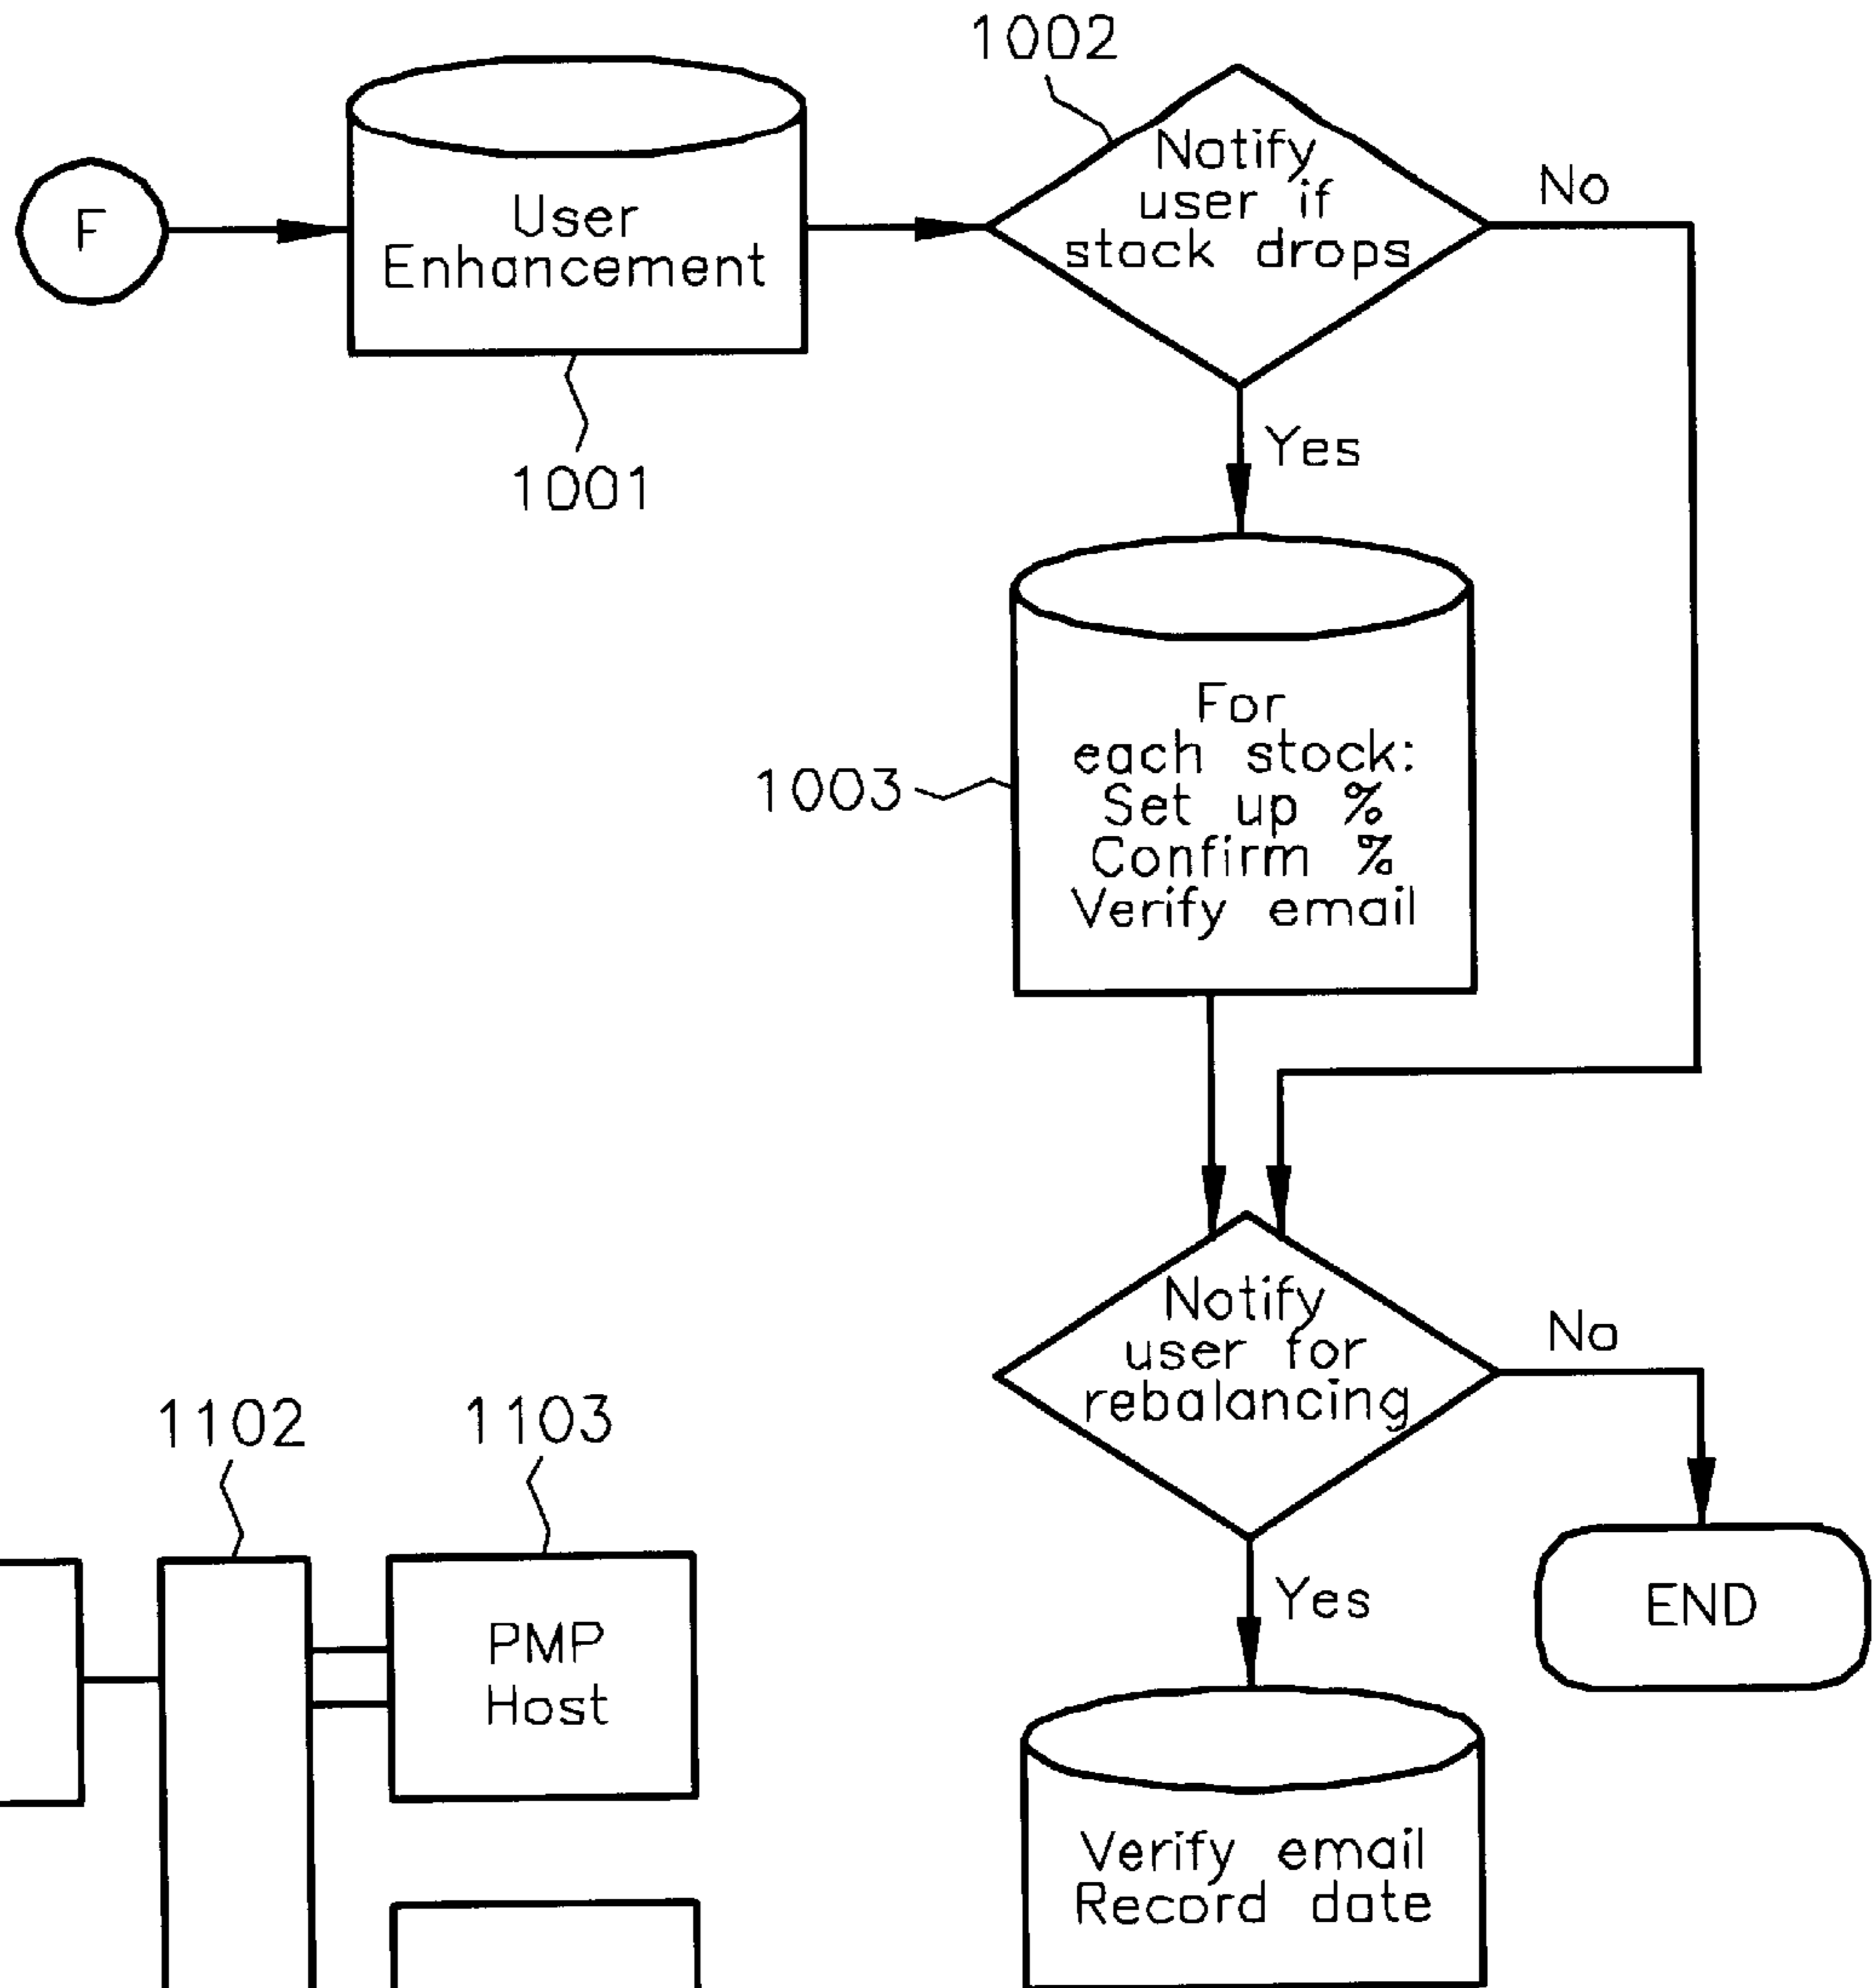 1002
Notify
user if
stock drops
No
F
User
Enhancement
1001
Yes
For
each stock:
Set up %
Confirm %
Verify email
1003
Notify
user for
rebalancing
No
END
Yes
Verify email
Record date
1102
1103
PMP
Host